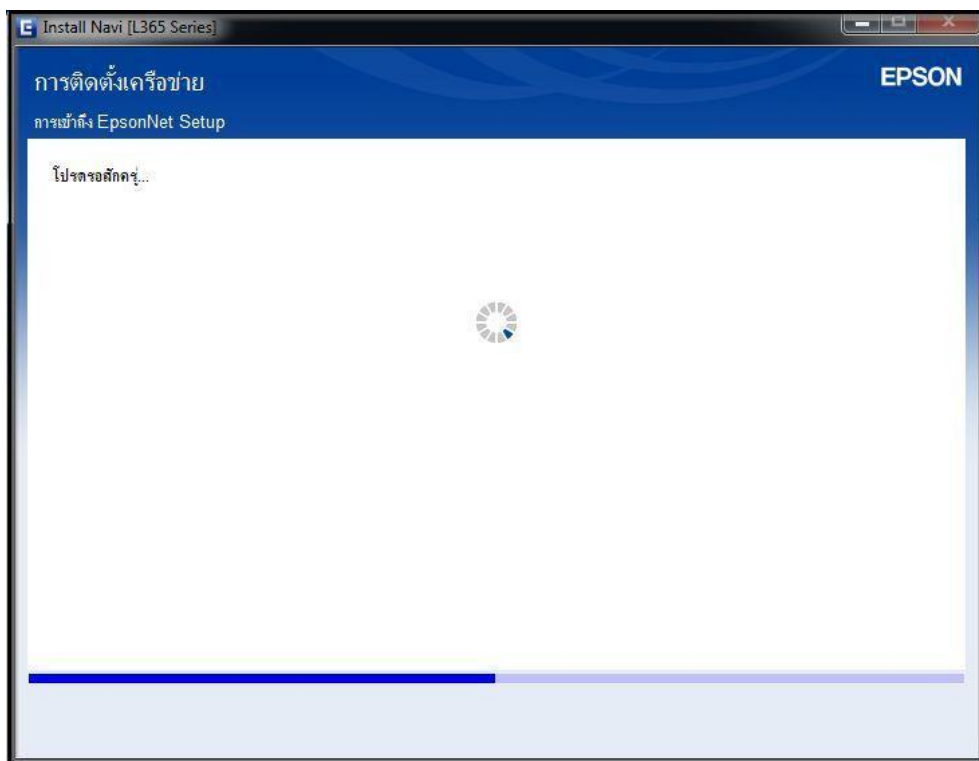 Install Navi [L365 Series]
การติดตั้งเครือข่าย
EPSON
การเข้าถึง EpsonNet Setup
โปรดรอสักครู่...